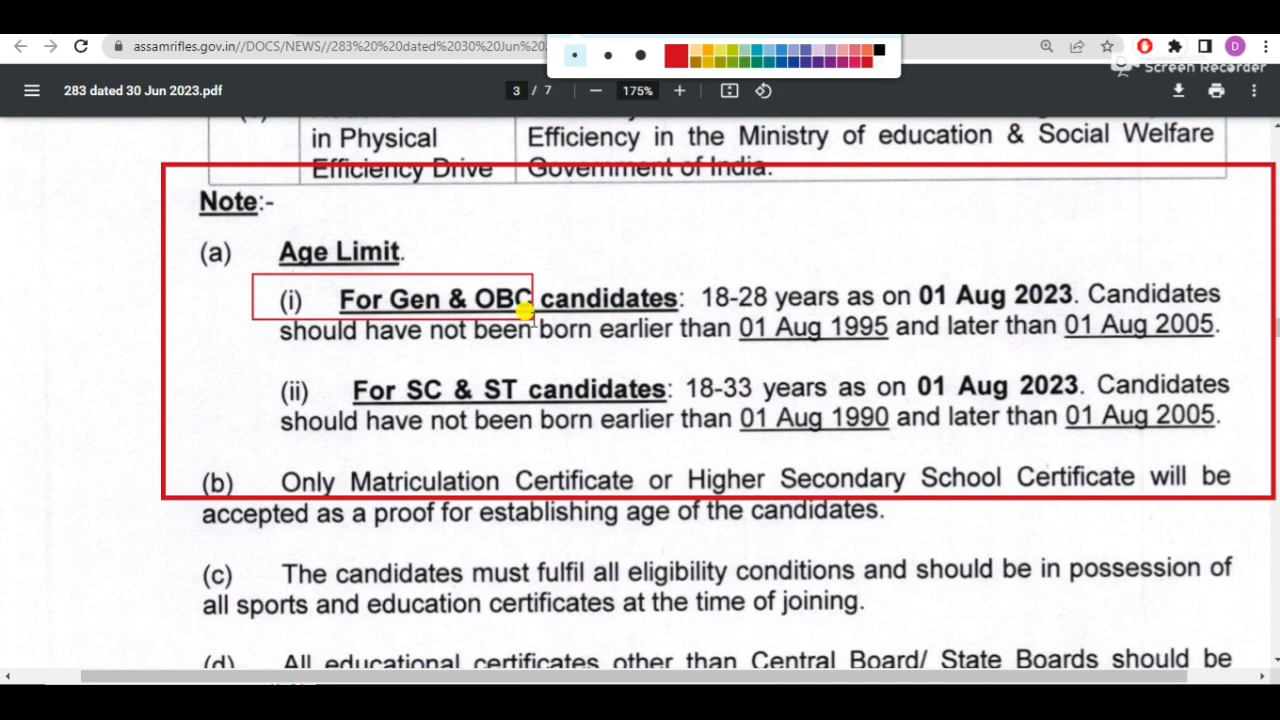 assamrifles.gov.in//DOCS/NEWS//283%20%20dated%2030%20Jun%20
D
Screen Recorder
283 dated 30 Jun 2023.pdf
3 / 7
175%
in Physical
Efficiency Drive
Efficiency in the Ministry of education & Social Welfare
Government of India.
Note:-
(a) Age Limit.
(i) For Gen & OBC candidates: 18-28 years as on 01 Aug 2023. Candidates
should have not been born earlier than 01 Aug 1995 and later than 01 Aug 2005.
(ii) For SC & ST candidates: 18-33 years as on 01 Aug 2023. Candidates
should have not been born earlier than 01 Aug 1990 and later than 01 Aug 2005.
(b) Only Matriculation Certificate or Higher Secondary School Certificate will be
accepted as a proof for establishing age of the candidates.
(c) The candidates must fulfil all eligibility conditions and should be in possession of
all sports and education certificates at the time of joining.
(d) All educational certificates other than Central Board/ State Boards should be